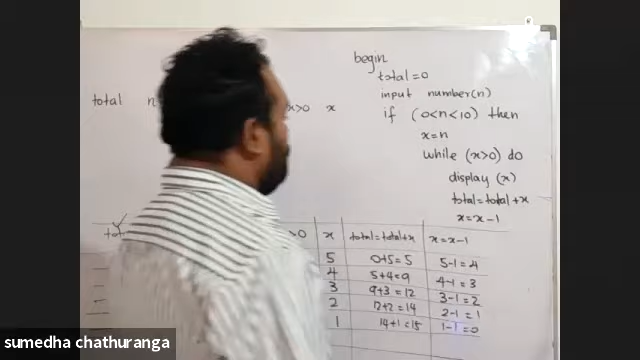 begin
total=0
input number(n)
total n x>0 x
if (0<n<10) then
x=n
while (x>0) do
display (x)
total=total+x
x=x-1
tot >0 x total=total+x x=x-1
5 0+5=5 5-1=4
4 5+4=9 4-1=3
3 9+3=12 3-1=2
2 12+2=14 2-1=1
1 14+1=15 1-1=0
sumedha chathuranga